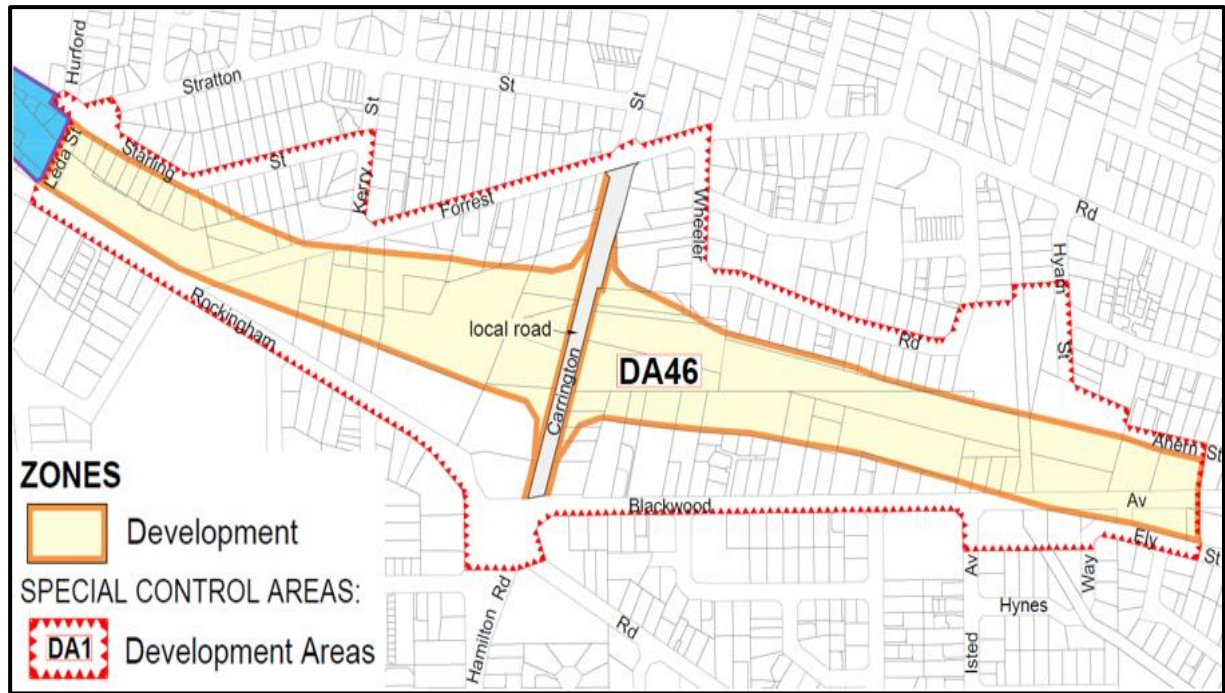 Hurford
Stratton
St
St
St
Leda St
Starling
St
Kerry
Forrest
Wheeler
Rd
Hyam
St
Rockingham
local road
Rd
DA46
Carrington
Ahern St
ZONES
Development
Blackwood
Av
Ely
St
SPECIAL CONTROL AREAS:
DA1
Development Areas
Hamilton
Rd
Rd
Av
Isted
Way
Hynes